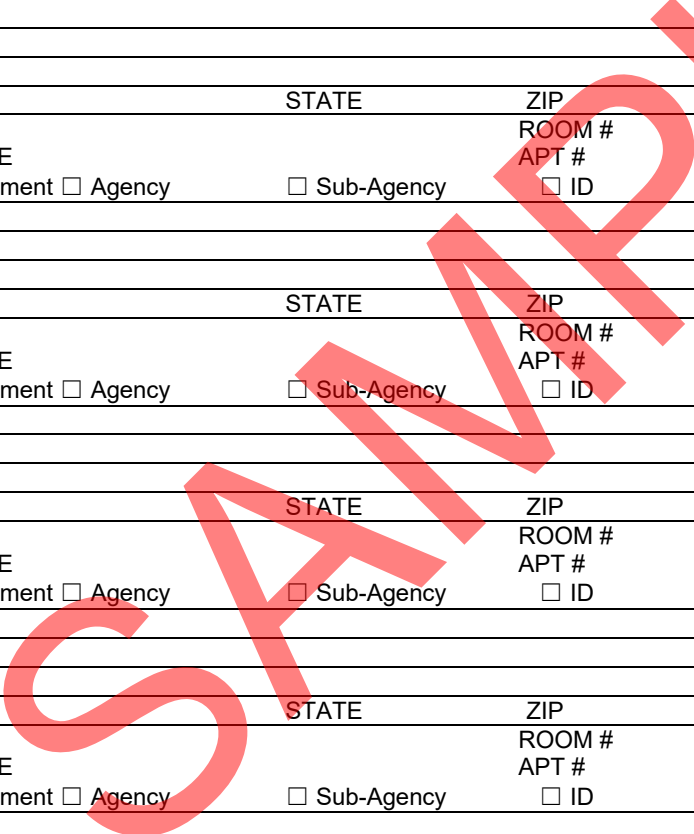 STATE ZIP
ROOM #
E APT #
ment ☐ Agency ☐ Sub-Agency ☐ ID
STATE ZIP
ROOM #
E APT #
ment ☐ Agency ☐ Sub-Agency ☐ ID
STATE ZIP
ROOM #
E APT #
ment ☐ Agency ☐ Sub-Agency ☐ ID
STATE ZIP
ROOM #
E APT #
ment ☐ Agency ☐ Sub-Agency ☐ ID
SAMP